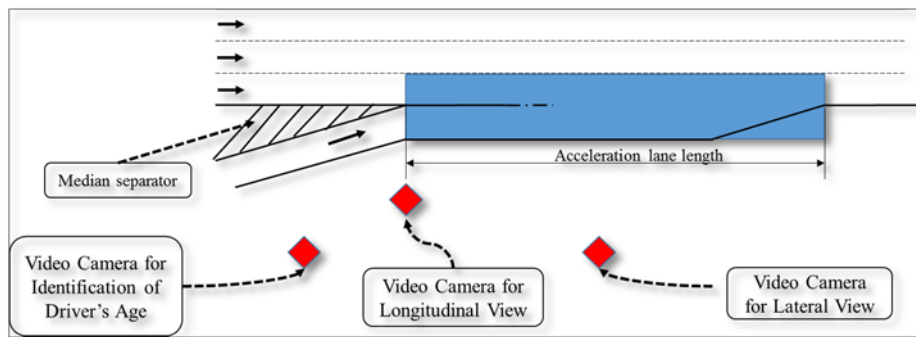 Acceleration lane length
Median separator
Video Camera for
Identification of
Driver's Age
Video Camera for
Longitudinal View
Video Camera
for Lateral View